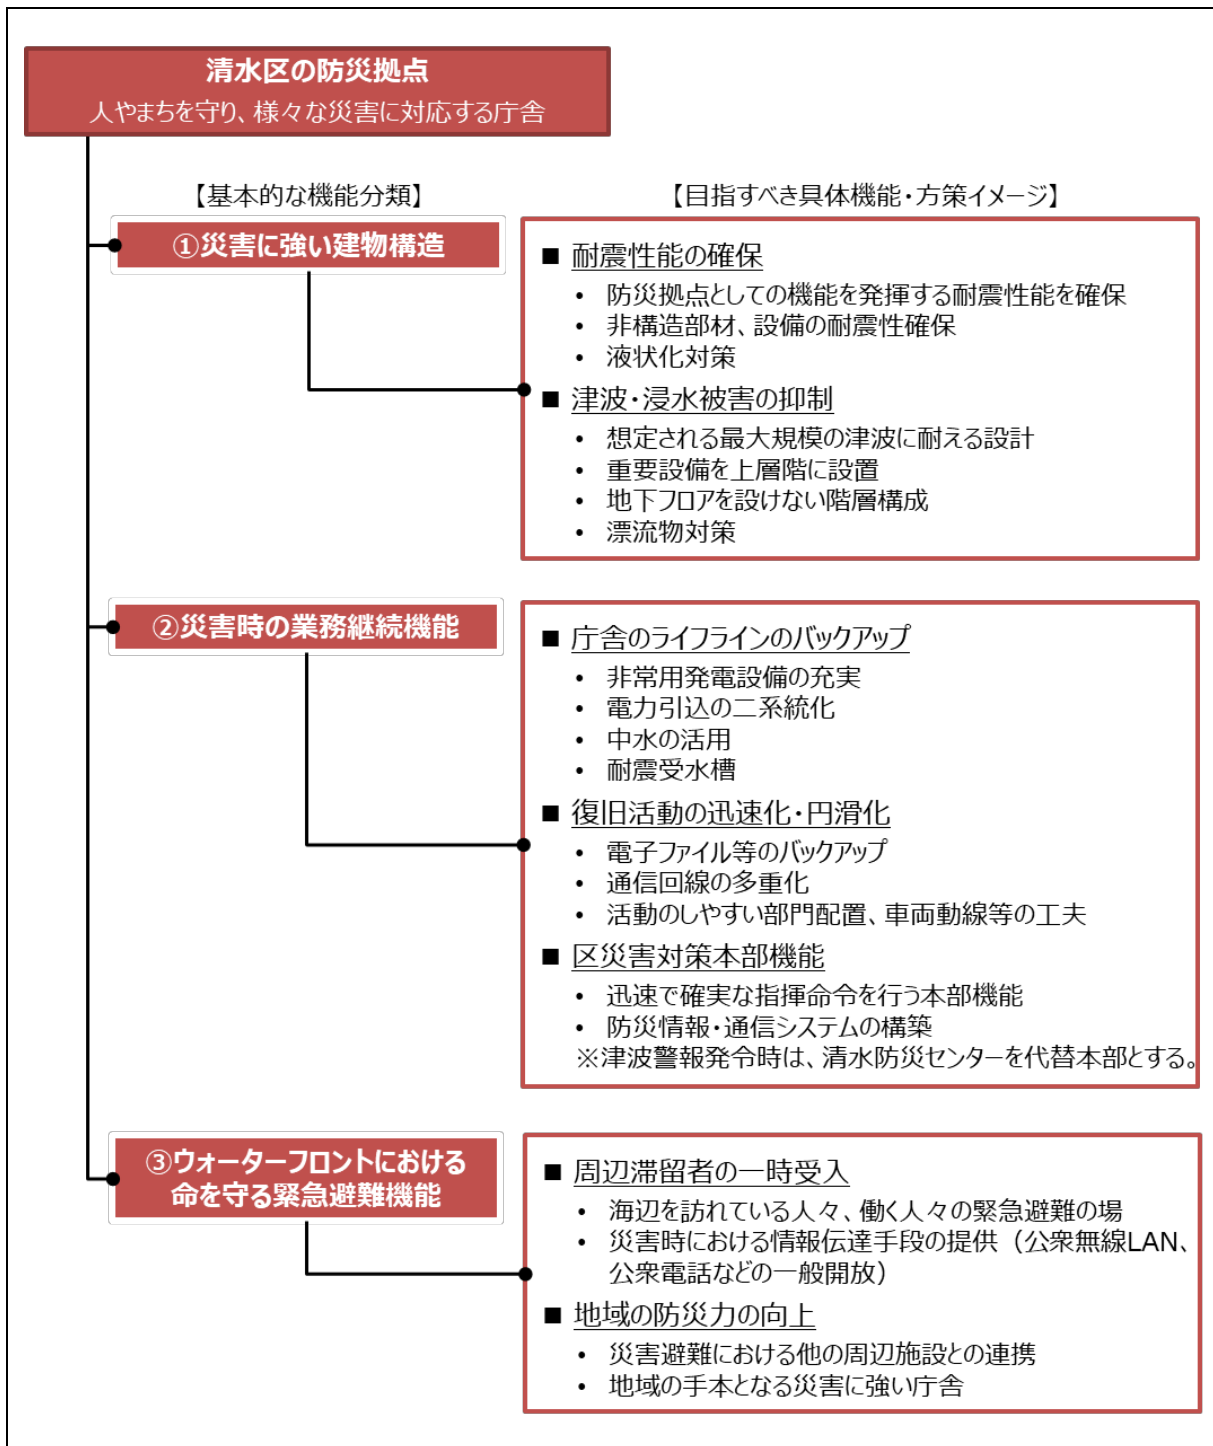 清水区の防災拠点
人やまちを守り、様々な災害に対応する庁舎
【基本的な機能分類】
【目指すべき具体機能・方策イメージ】
①災害に強い建物構造
■ 耐震性能の確保
• 防災拠点としての機能を発揮する耐震性能を確保
• 非構造部材、設備の耐震性確保
• 液状化対策
■ 津波・浸水被害の抑制
• 想定される最大規模の津波に耐える設計
• 重要設備を上層階に設置
• 地下フロアを設けない階層構成
• 漂流物対策
②災害時の業務継続機能
■ 庁舎のライフラインのバックアップ
• 非常用発電設備の充実
• 電力引込の二系統化
• 中水の活用
• 耐震受水槽
■ 復旧活動の迅速化・円滑化
• 電子ファイル等のバックアップ
• 通信回線の多重化
• 活動のしやすい部門配置、車両動線等の工夫
■ 区災害対策本部機能
• 迅速で確実な指揮命令を行う本部機能
• 防災情報・通信システムの構築
※津波警報発令時は、清水防災センターを代替本部とする。
③ウォーターフロントにおける
命を守る緊急避難機能
■ 周辺滞留者の一時受入
• 海辺を訪れている人々、働く人々の緊急避難の場
• 災害時における情報伝達手段の提供（公衆無線LAN、
公衆電話などの一般開放）
■ 地域の防災力の向上
• 災害避難における他の周辺施設との連携
• 地域の手本となる災害に強い庁舎